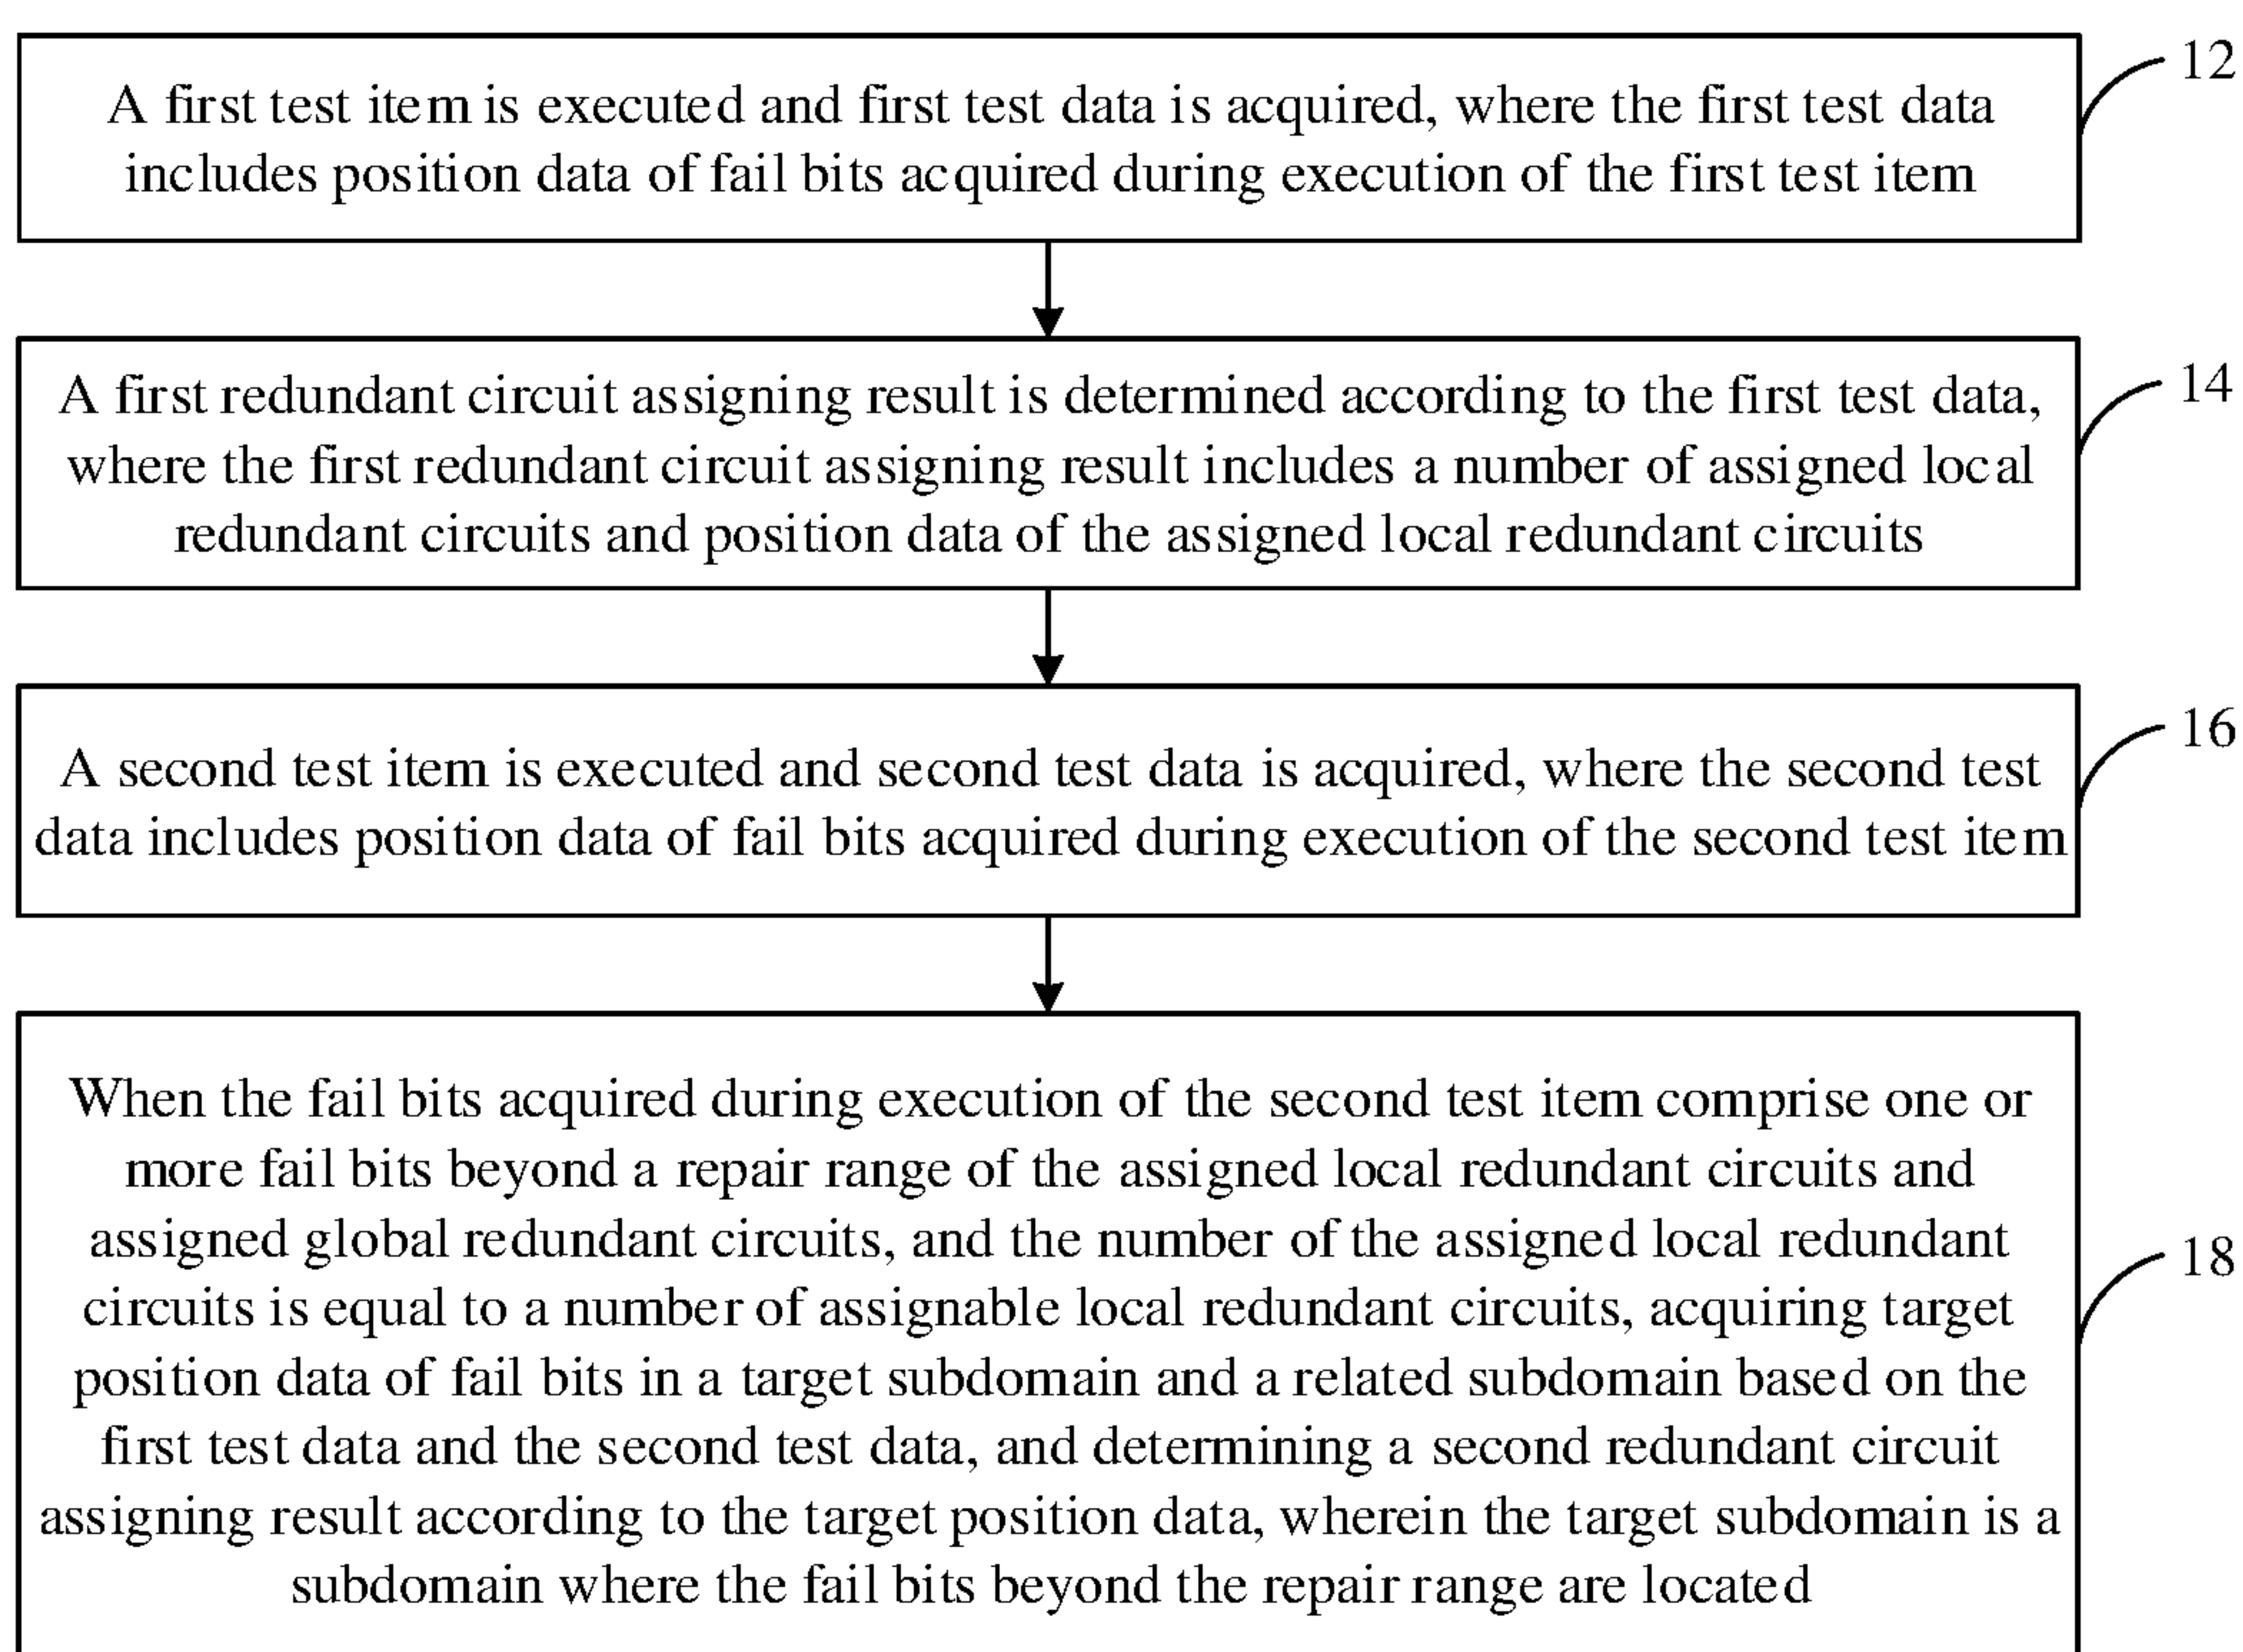 A first test item is executed and first test data is acquired, where the first test data
includes position data of fail bits acquired during execution of the first test item
12
A first redundant circuit assigning result is determined according to the first test data,
where the first redundant circuit assigning result includes a number of assigned local
redundant circuits and position data of the assigned local redundant circuits
14
A second test item is executed and second test data is acquired, where the second test
data includes position data of fail bits acquired during execution of the second test item
16
When the fail bits acquired during execution of the second test item comprise one or
more fail bits beyond a repair range of the assigned local redundant circuits and
assigned global redundant circuits, and the number of the assigned local redundant
circuits is equal to a number of assignable local redundant circuits, acquiring target
position data of fail bits in a target subdomain and a related subdomain based on the
first test data and the second test data, and determining a second redundant circuit
assigning result according to the target position data, wherein the target subdomain is a
subdomain where the fail bits beyond the repair range are located
18